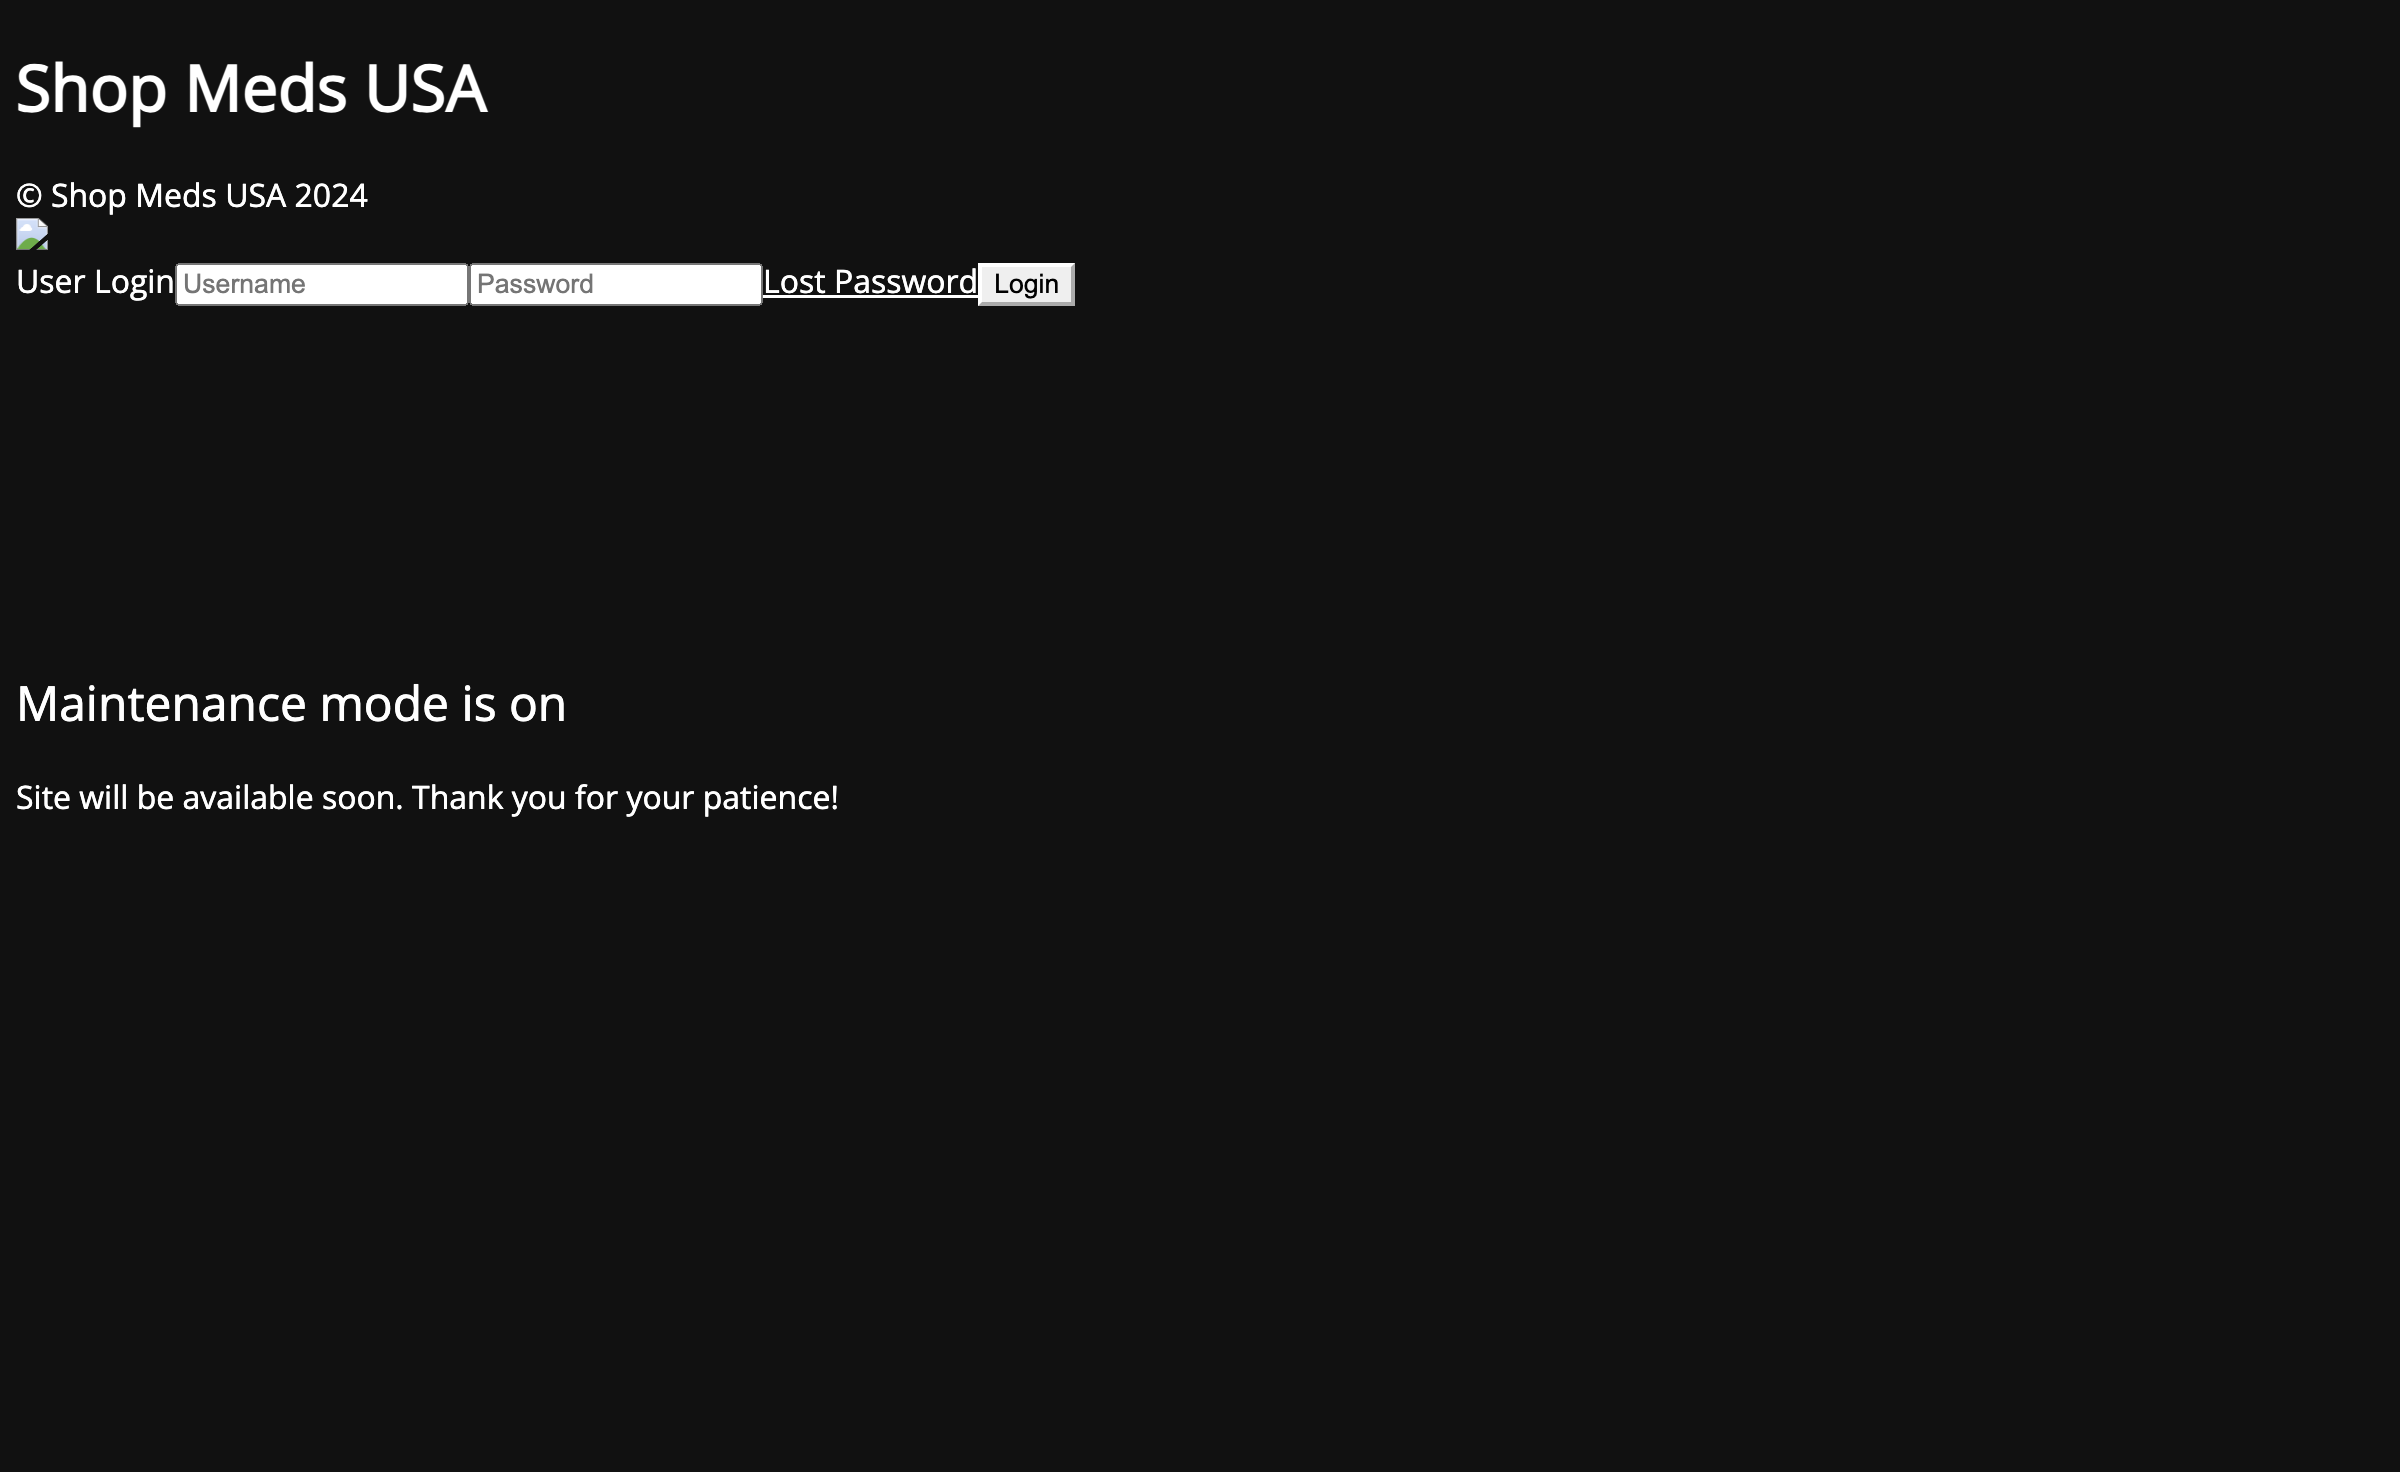 Shop Meds USA
© Shop Meds USA 2024
User Login Username Password Lost Password Login
Maintenance mode is on
Site will be available soon. Thank you for your patience!